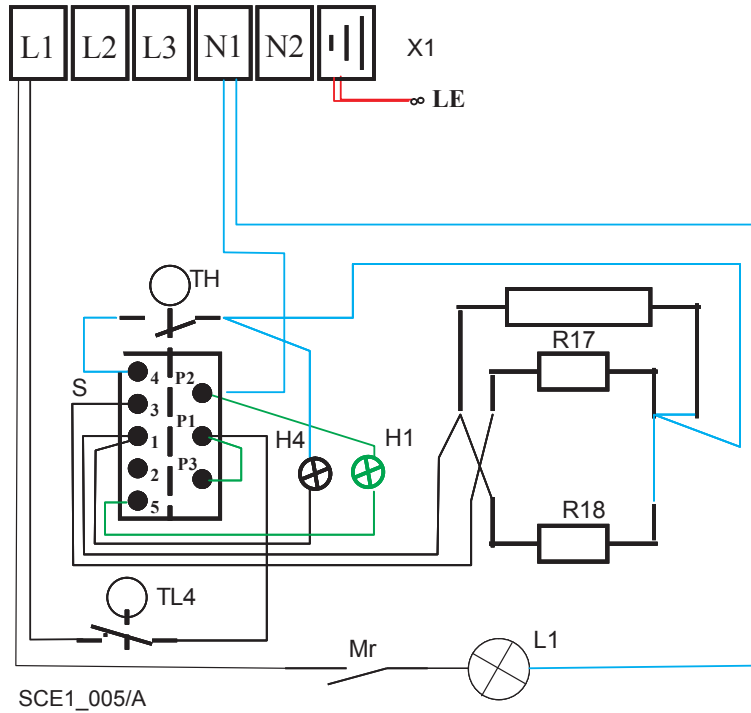 L1 L2 L3 N1 N2 X1
LE
TH
R17
S
4 P2
3
1 P1
2 P3
5
H4 H1
R18
TL4
Mr L1
SCE1_005/A